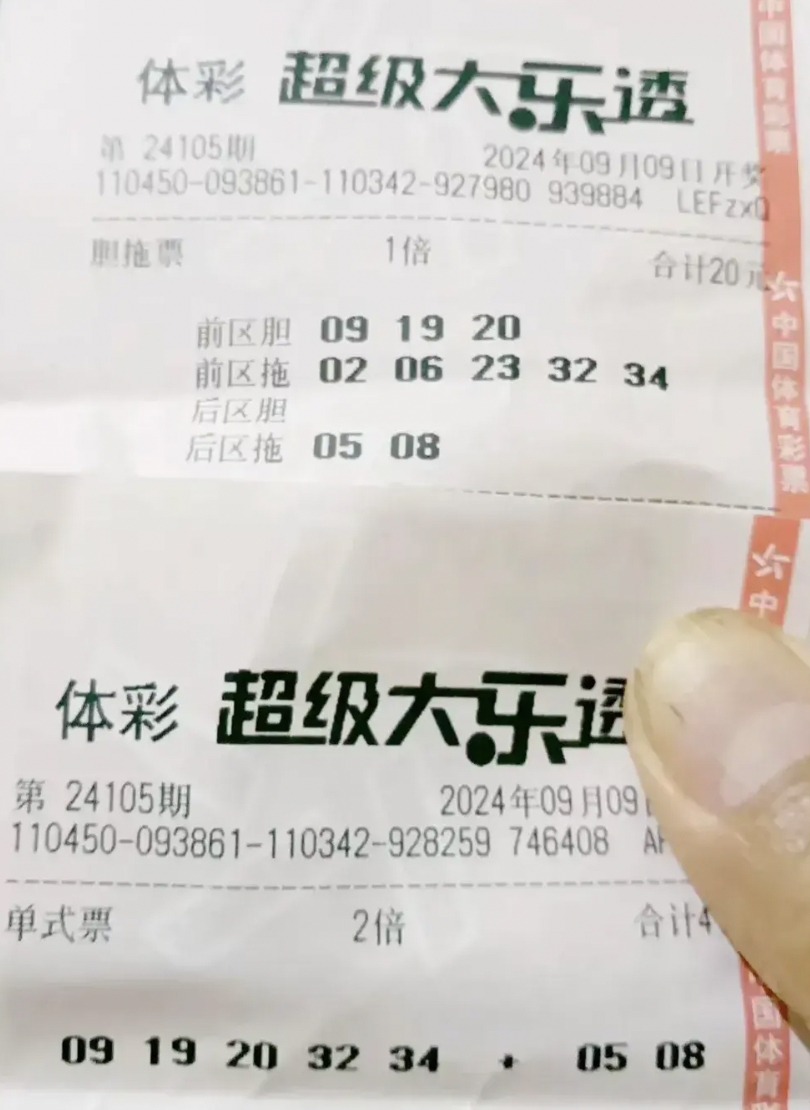 体彩 超级大乐透
第 24105期 2024年09月09日开奖
110450-093861-110342-927980 939884 LEFzxQ
胆拖票 1倍 合计20元
前区胆 09 19 20
前区拖 02 06 23 32 34
后区胆
后区拖 05 08
体彩 超级大乐透
第 24105期 2024年09月09
110450-093861-110342-928259 746408
单式票 2倍 合计4
09 19 20 32 34 + 05 08
中国体育彩票
中国体育彩票
中
国体育